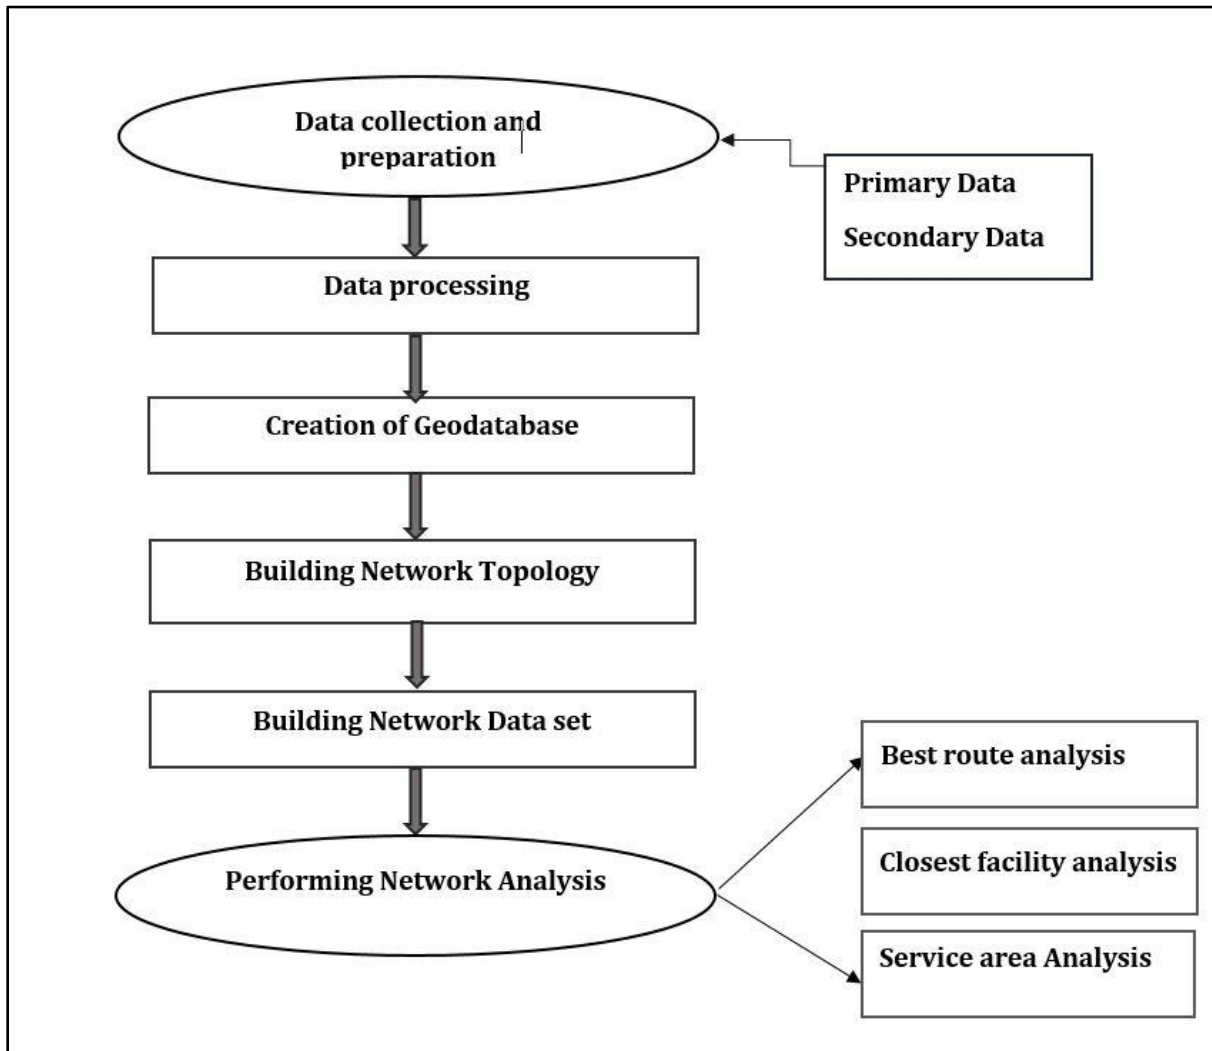 Data collection and
preparation
Primary Data
Secondary Data
Data processing
Creation of Geodatabase
Building Network Topology
Building Network Data set
Best route analysis
Closest facility analysis
Performing Network Analysis
Service area Analysis